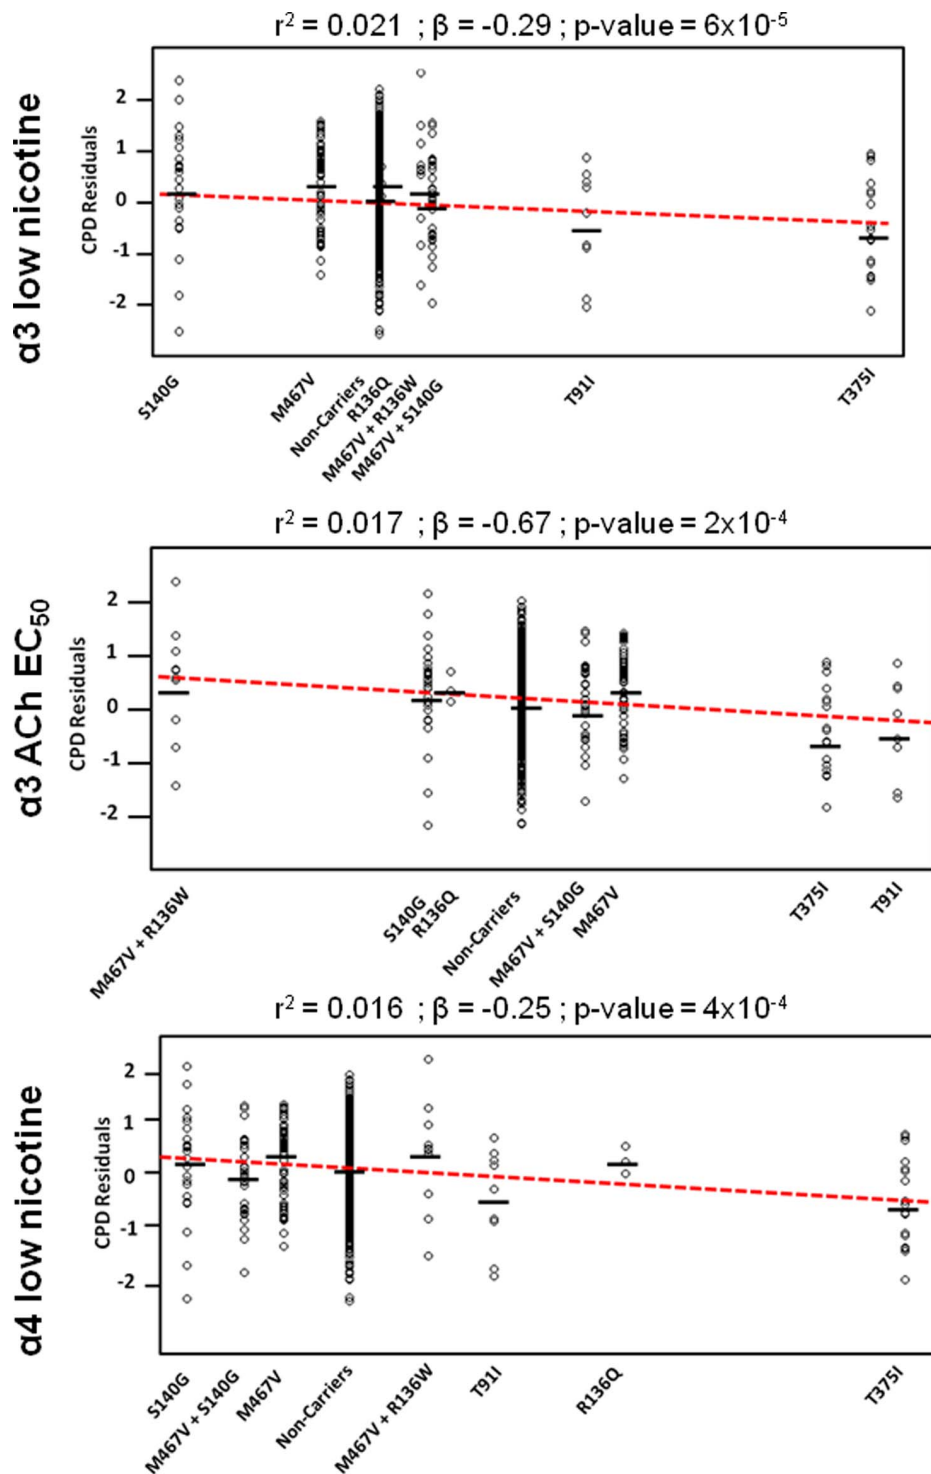 r² = 0.021 ; β = -0.29 ; p-value = 6x10⁻⁵
α3 low nicotine
CPD Residuals
2
1
0
-1
-2
S140G
M467V
Non-Carriers
R136Q
M467V + R136W
M467V + S140G
T91I
T375I
r² = 0.017 ; β = -0.67 ; p-value = 2x10⁻⁴
α3 ACh EC₅₀
CPD Residuals
2
1
0
-1
-2
M467V + R136W
S140G
R136Q
Non-Carriers
M467V + S140G
M467V
T375I
T91I
r² = 0.016 ; β = -0.25 ; p-value = 4x10⁻⁴
α4 low nicotine
CPD Residuals
2
1
0
-1
-2
S140G
M467V + S140G
M467V
Non-Carriers
M467V + R136W
T91I
R136Q
T375I